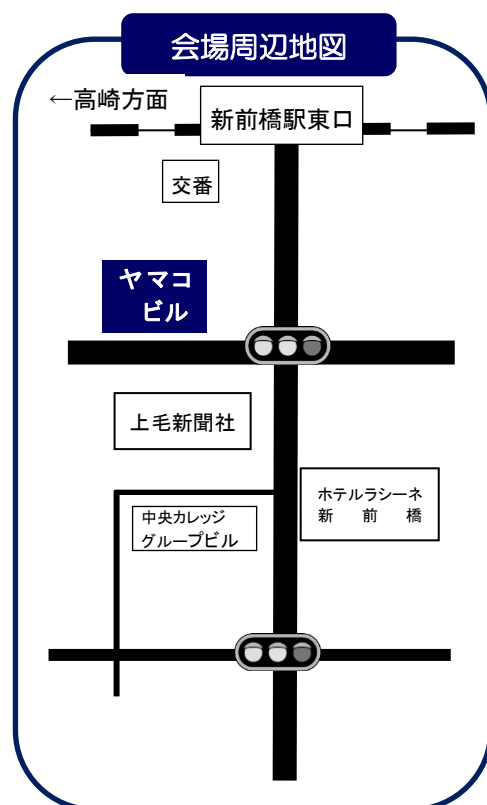 会場周辺地図
←高崎方面
新前橋駅東口
交番
ヤマコ
ビル
上毛新聞社
ホテルラシーネ
新前橋
中央カレッジ
グループビル